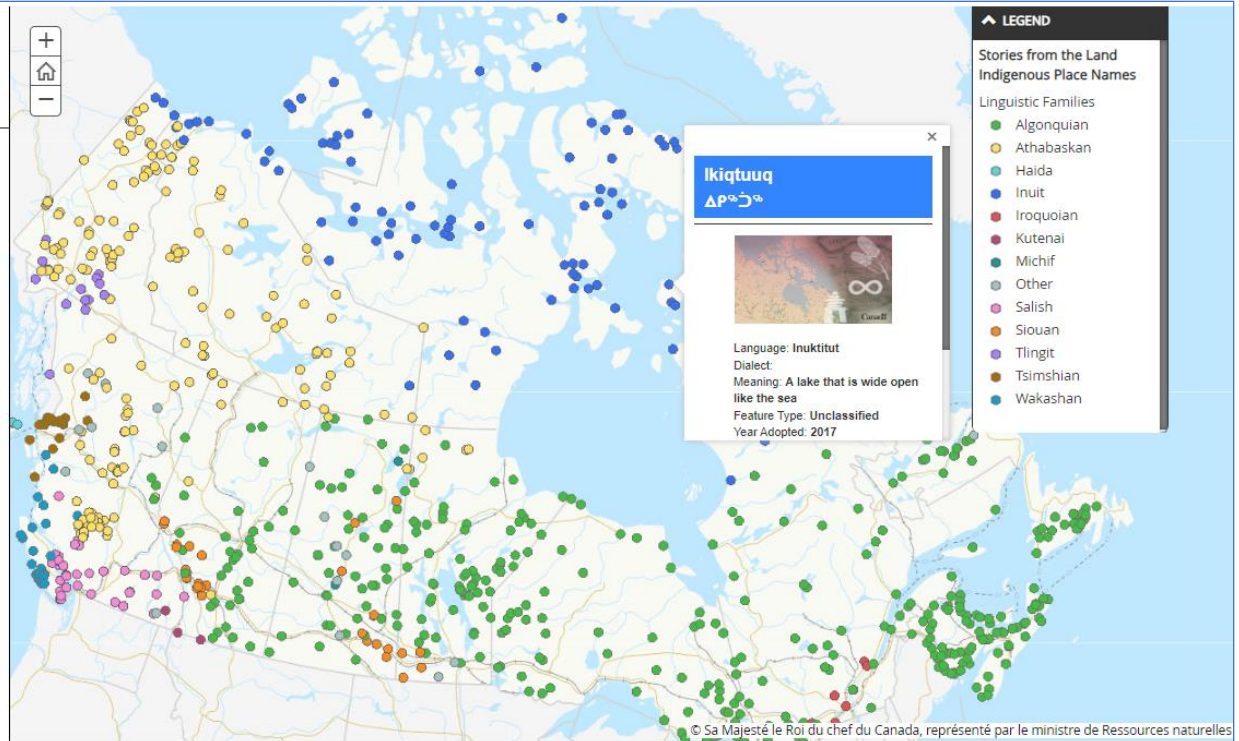 +
−
LEGEND
Stories from the Land
Indigenous Place Names
Linguistic Families
Algonquian
Athabaskan
Haida
Inuit
Iroquoian
Kutenai
Michif
Other
Salish
Siouan
Tlingit
Tsimshian
Wakashan
×
Ikiqtuuq
ᐃᑭᖅᑑᖅ
Canada
Language: Inuktitut
Dialect:
Meaning: A lake that is wide open
like the sea
Feature Type: Unclassified
Year Adopted: 2017
© Sa Majesté le Roi du chef du Canada, représenté par le ministre de Ressources naturelles